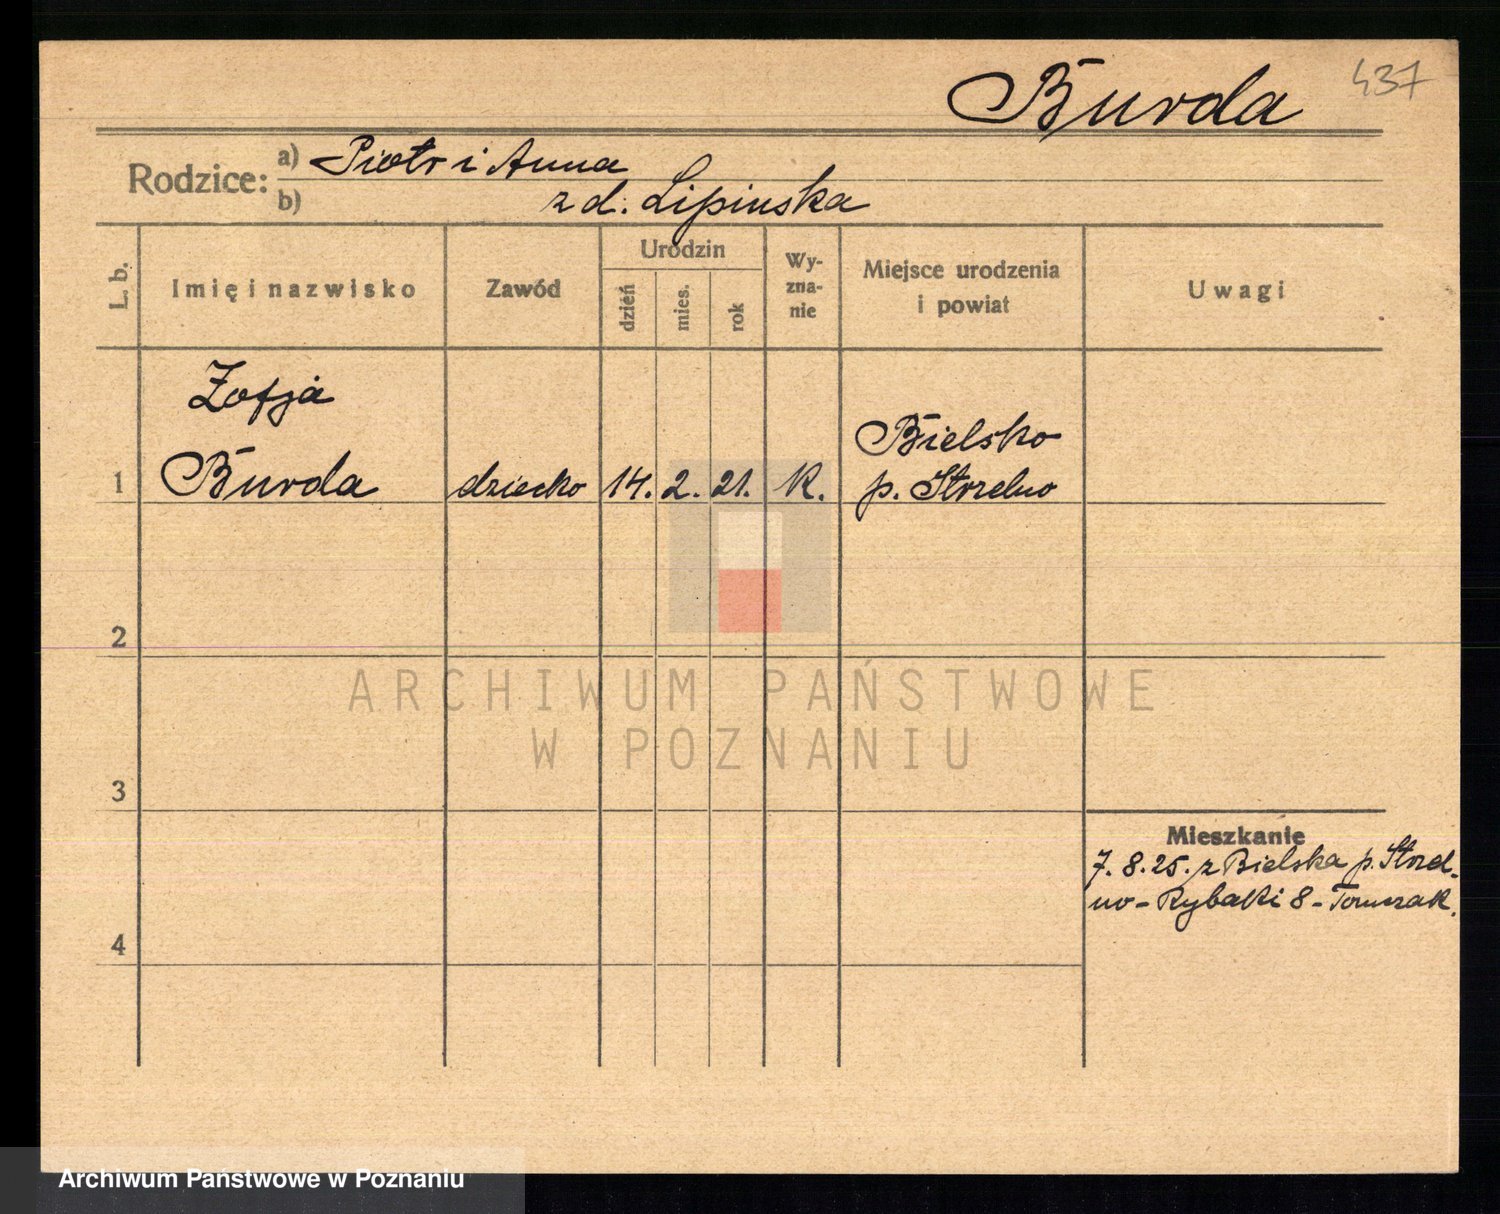 437
Burda
Rodzice:
a) Piotr i Anna
b) z d. Lipinska
L. b.
Imię i nazwisko
Zawód
Urodzin
dzień
mies.
rok
Wy-
zna-
nie
Miejsce urodzenia
i powiat
Uwagi
Zofja
1 Burda dziecko 14. 2. 21. K. Bielsko
p. Strzelno
2
3
4
Mieszkanie
7.8.25. z Bielska p. Strzel-
no - Rybaki 8 - Tomczak.
ARCHIWUM PAŃSTWOWE
W POZNANIU
Archiwum Państwowe w Poznaniu